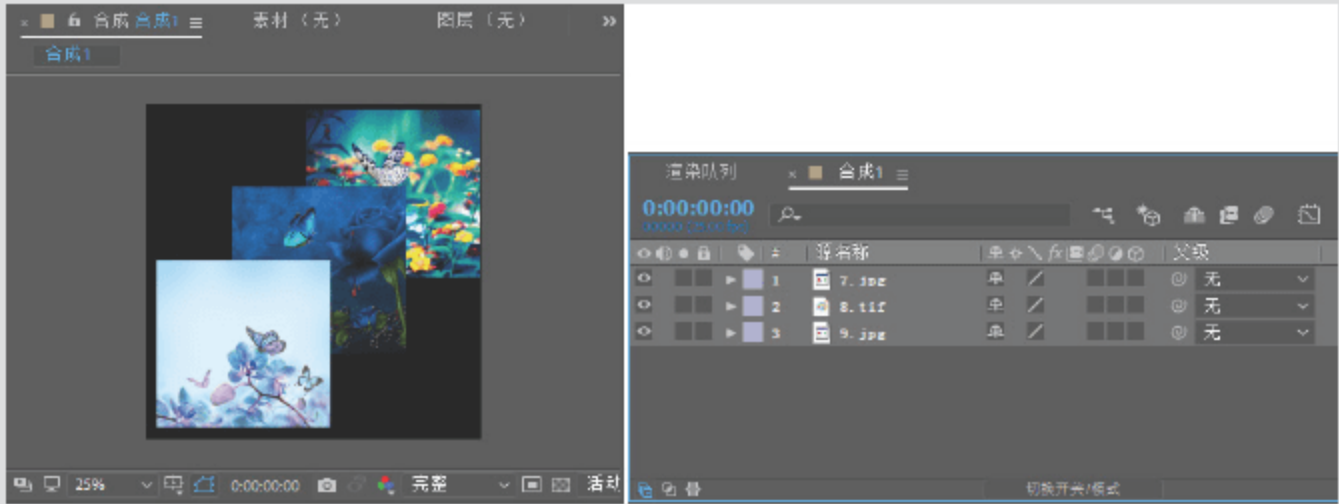 合成 合成1 素材（无） 图层（无）
合成1
25% 0:00:00:00 完整 活动
渲染队列 合成1
0:00:00:00
# 源名称 fx 父级
1 7.jpg 无
2 8.tif 无
3 9.jpg 无
切换开关/模式